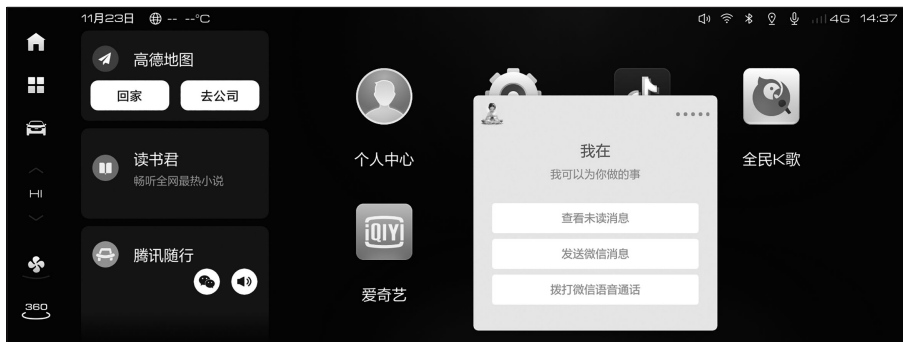 11月23日 -- --°C
4G 14:37
高德地图
回家 去公司
读书君
畅听全网最热小说
HI
腾讯随行
360
个人中心
全民K歌
iQIYI
爱奇艺
我在
我可以为你做的事
查看未读消息
发送微信消息
拨打微信语音通话